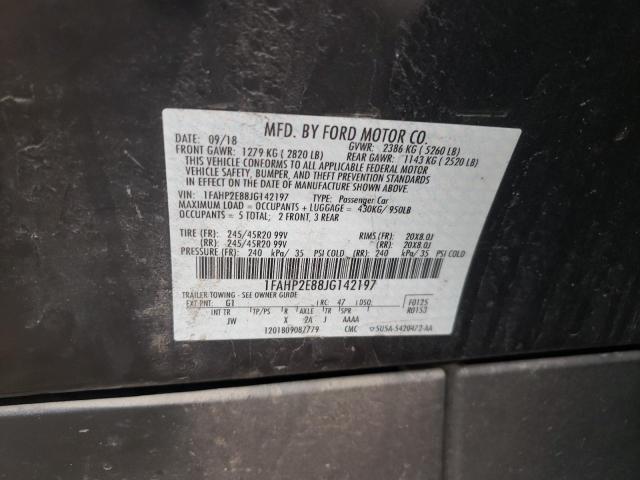 MFD. BY FORD MOTOR CO.
DATE: 09/18 GVWR: 2386 KG ( 5260 LB)
FRONT GAWR: 1279 KG ( 2820 LB) REAR GAWR: 1143 KG ( 2520 LB)
THIS VEHICLE CONFORMS TO ALL APPLICABLE FEDERAL MOTOR
VEHICLE SAFETY, BUMPER, AND THEFT PREVENTION STANDARDS
IN EFFECT ON THE DATE OF MANUFACTURE SHOWN ABOVE.
VIN: 1FAHP2E88JG142197 TYPE: Passenger Car
MAXIMUM LOAD = OCCUPANTS + LUGGAGE = 430KG/ 950LB
OCCUPANTS = 5 TOTAL; 2 FRONT, 3 REAR
TIRE (FR): 245/45R20 99V RIMS (FR): 20X8.0J
(RR): 245/45R20 99V (RR): 20X8.0J
PRESSURE (FR): 240 kPa/ 35 PSI COLD (RR): 240 kPa/ 35 PSI COLD
1FAHP2E88JG142197
TRAILER TOWING - SEE OWNER GUIDE
EXT PNT: G1 RC: 47 DSO: F0125
INT TR TP/PS R AXLE TR SPR R0153
JW X 2A J AAAA
CMC